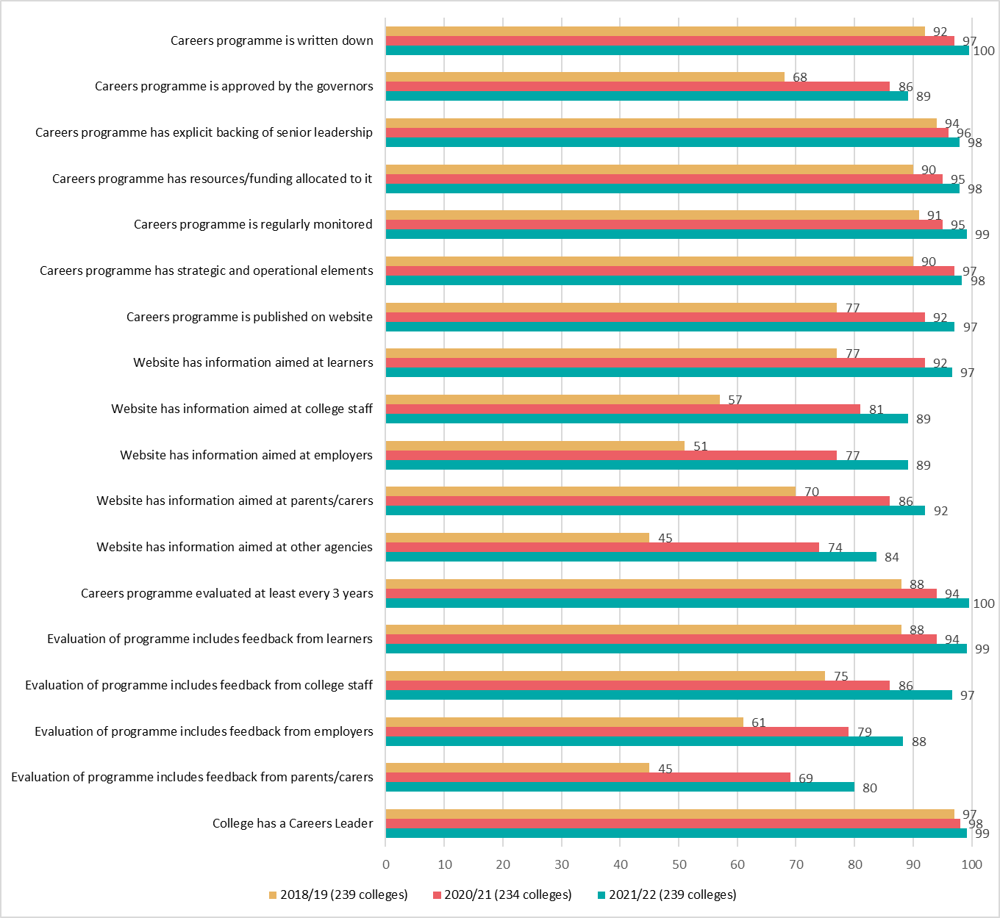 Careers programme is written down
92
97
100
Careers programme is approved by the governors
68
86
89
Careers programme has explicit backing of senior leadership
94
96
98
Careers programme has resources/funding allocated to it
90
95
98
Careers programme is regularly monitored
91
95
99
Careers programme has strategic and operational elements
90
97
98
Careers programme is published on website
77
92
97
Website has information aimed at learners
77
92
97
Website has information aimed at college staff
57
81
89
Website has information aimed at employers
51
77
89
Website has information aimed at parents/carers
70
86
92
Website has information aimed at other agencies
45
74
84
Careers programme evaluated at least every 3 years
88
94
100
Evaluation of programme includes feedback from learners
88
94
99
Evaluation of programme includes feedback from college staff
75
86
97
Evaluation of programme includes feedback from employers
61
79
88
Evaluation of programme includes feedback from parents/carers
45
69
80
College has a Careers Leader
97
98
99
0 10 20 30 40 50 60 70 80 90 100
2018/19 (239 colleges) 2020/21 (234 colleges) 2021/22 (239 colleges)